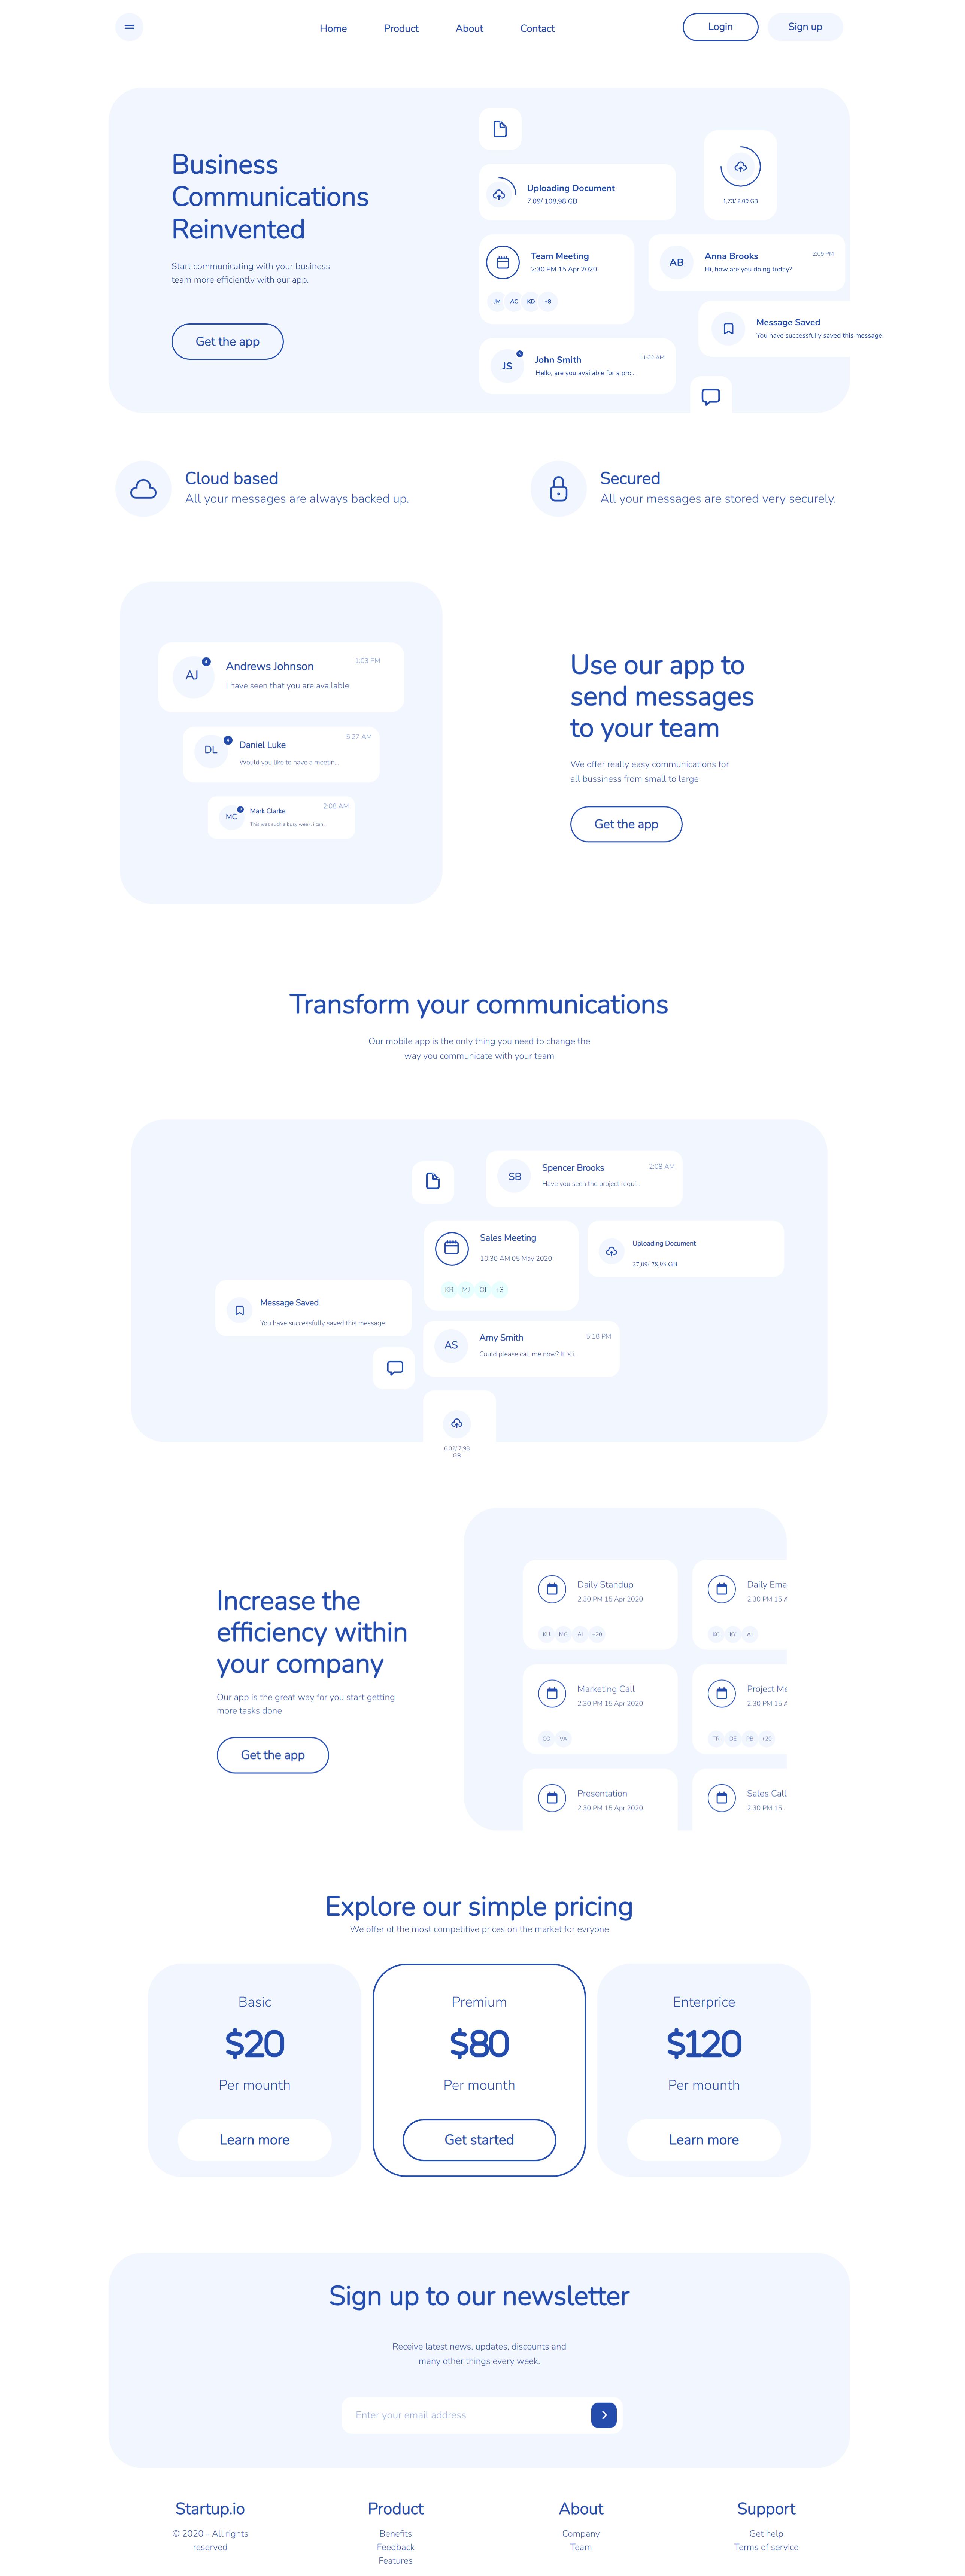 Home
Product
About
Contact
Login
Sign up
Business
Communications
Reinvented
Start communicating with your business
team more efficiently with our app.
Get the app
Uploading Document
7,09/ 108,98 GB
1,73/ 2.09 GB
Team Meeting
2:30 PM 15 Apr 2020
JM
AC
KD
+8
AB
Anna Brooks
2:09 PM
Hi, how are you doing today?
Message Saved
You have successfully saved this message
JS
John Smith
11:02 AM
Hello, are you available for a pro...
Cloud based
All your messages are always backed up.
Secured
All your messages are stored very securely.
AJ
Andrews Johnson
1:03 PM
I have seen that you are available
DL
Daniel Luke
5:27 AM
Would you like to have a meetin...
MC
Mark Clarke
2:08 AM
This was such a busy week, i can...
Use our app to
send messages
to your team
We offer really easy communications for
all bussiness from small to large
Get the app
Transform your communications
Our mobile app is the only thing you need to change the
way you communicate with your team
SB
Spencer Brooks
2:08 AM
Have you seen the project requi...
Sales Meeting
10:30 AM 05 May 2020
KR
MJ
OI
+3
Uploading Document
27,09/ 78,93 GB
Message Saved
You have successfully saved this message
AS
Amy Smith
5:18 PM
Could please call me now? It is i...
6,02/ 7,98
GB
Increase the
efficiency within
your company
Our app is the great way for you start getting
more tasks done
Get the app
Daily Standup
2.30 PM 15 Apr 2020
KU
MG
AI
+20
Daily Ema
2.30 PM 15 A
KC
KY
AJ
Marketing Call
2.30 PM 15 Apr 2020
CO
VA
Project Me
2.30 PM 15 A
TR
DE
PB
+20
Presentation
2.30 PM 15 Apr 2020
Sales Call
2.30 PM 15
Explore our simple pricing
We offer of the most competitive prices on the market for evryone
Basic
$20
Per mounth
Learn more
Premium
$80
Per mounth
Get started
Enterprice
$120
Per mounth
Learn more
Sign up to our newsletter
Receive latest news, updates, discounts and
many other things every week.
Enter your email address
Startup.io
© 2020 - All rights
reserved
Product
Benefits
Feedback
Features
About
Company
Team
Support
Get help
Terms of service